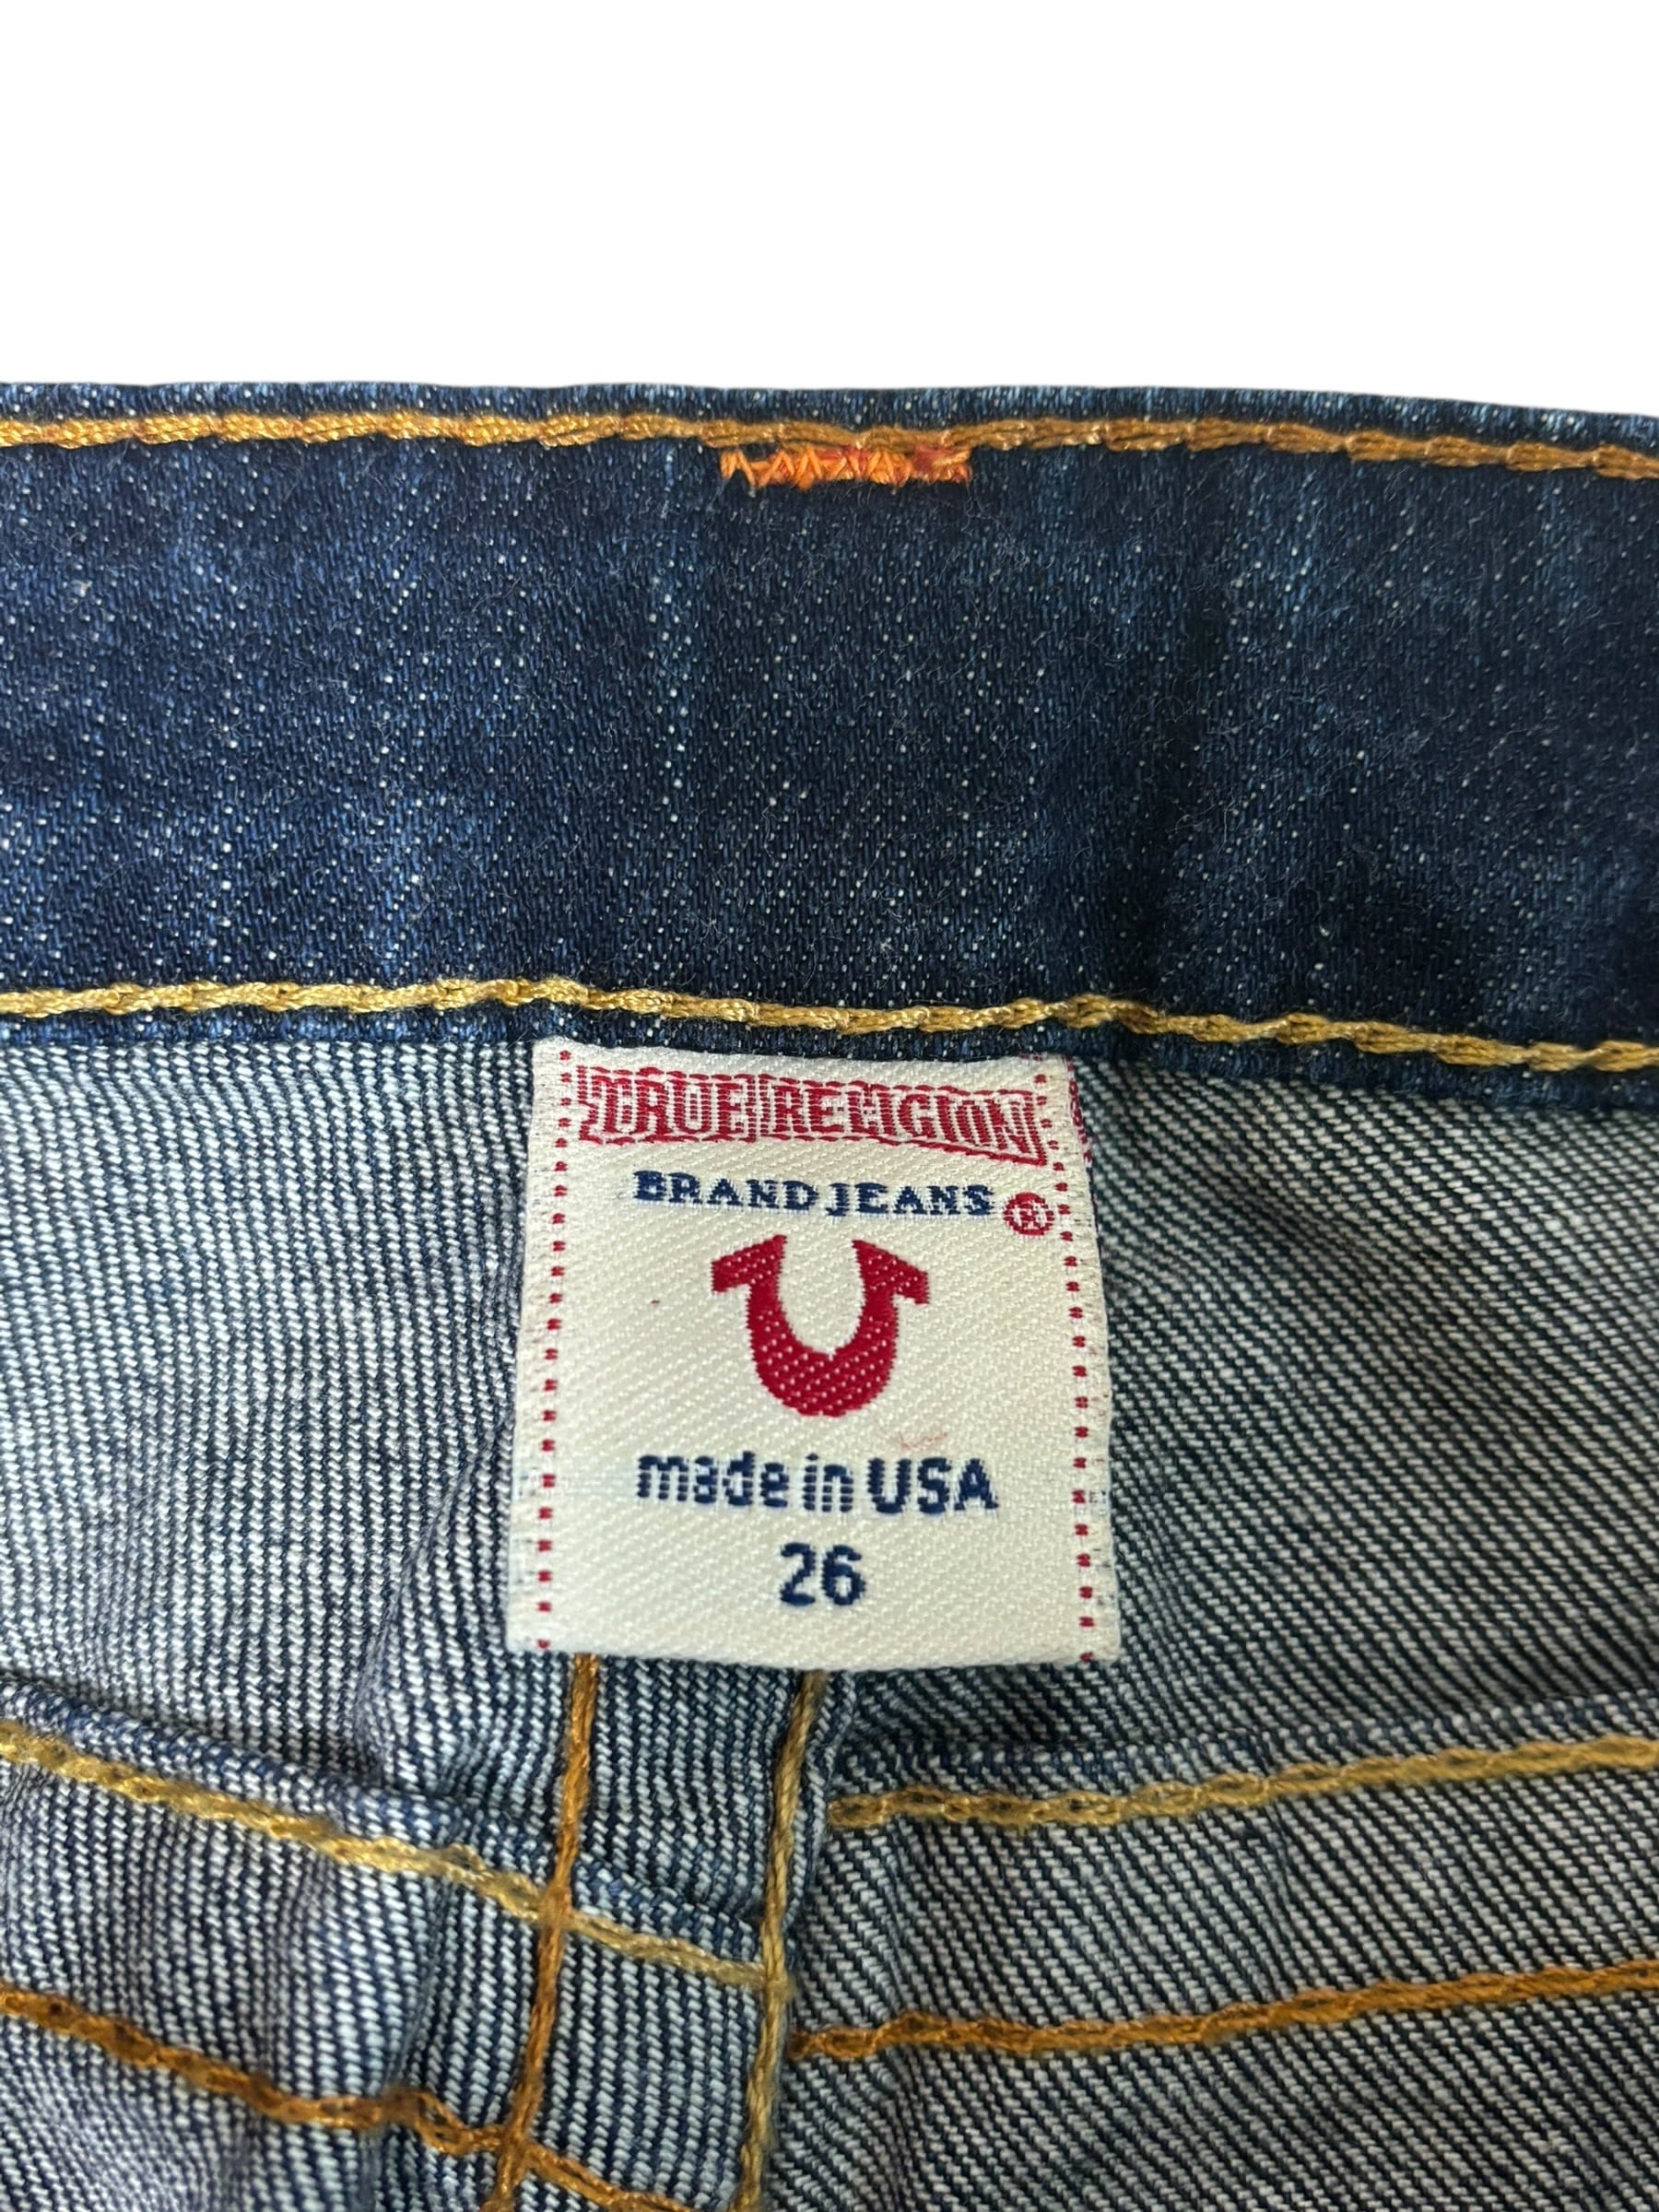 TRUE RELIGION
BRAND JEANS ®
made in USA
26